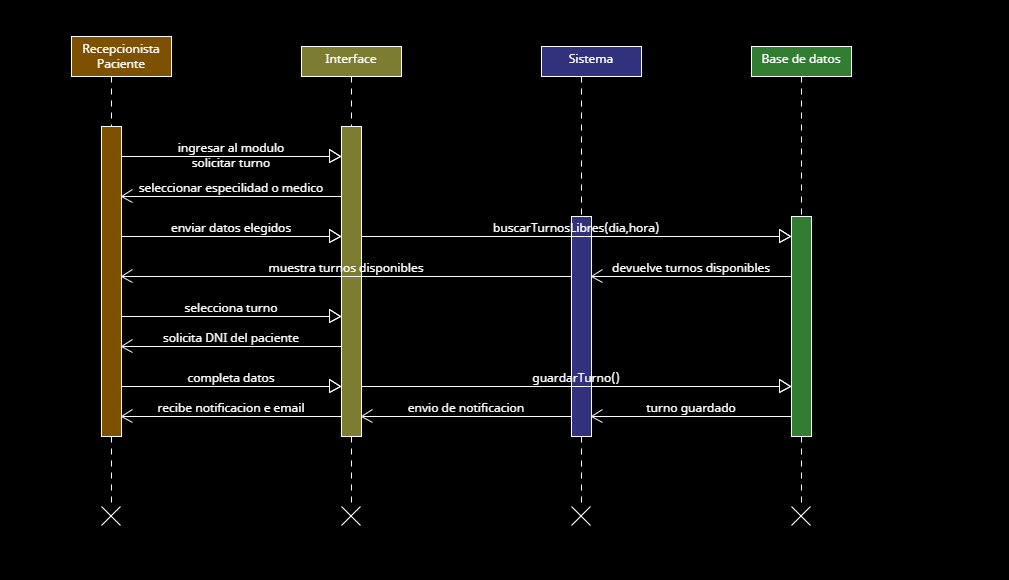 Recepcionista
Paciente
Interface
Sistema
Base de datos
ingresar al modulo
solicitar turno
seleccionar especilidad o medico
enviar datos elegidos
buscarTurnosLibres(dia,hora)
muestra turnos disponibles
devuelve turnos disponibles
selecciona turno
solicita DNI del paciente
completa datos
guardarTurno()
recibe notificacion e email
envio de notificacion
turno guardado